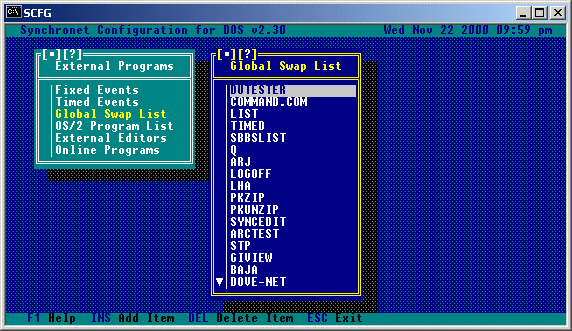 SCFG
Synchronet Configuration for DOS v2.30 Wed Nov 22 2000 09:59 pm
[■][?]
External Programs
Fixed Events
Timed Events
Global Swap List
OS/2 Program List
External Editors
Online Programs
[■][?]
Global Swap List
DVTESTER
COMMAND.COM
LIST
TIMED
SBBSLIST
Q
ARJ
LOGOFF
LHA
PKZIP
PKUNZIP
SYNCEDIT
ARCTEST
STP
GIVIEW
BAJA
DOVE-NET
F1 Help INS Add Item DEL Delete Item ESC Exit